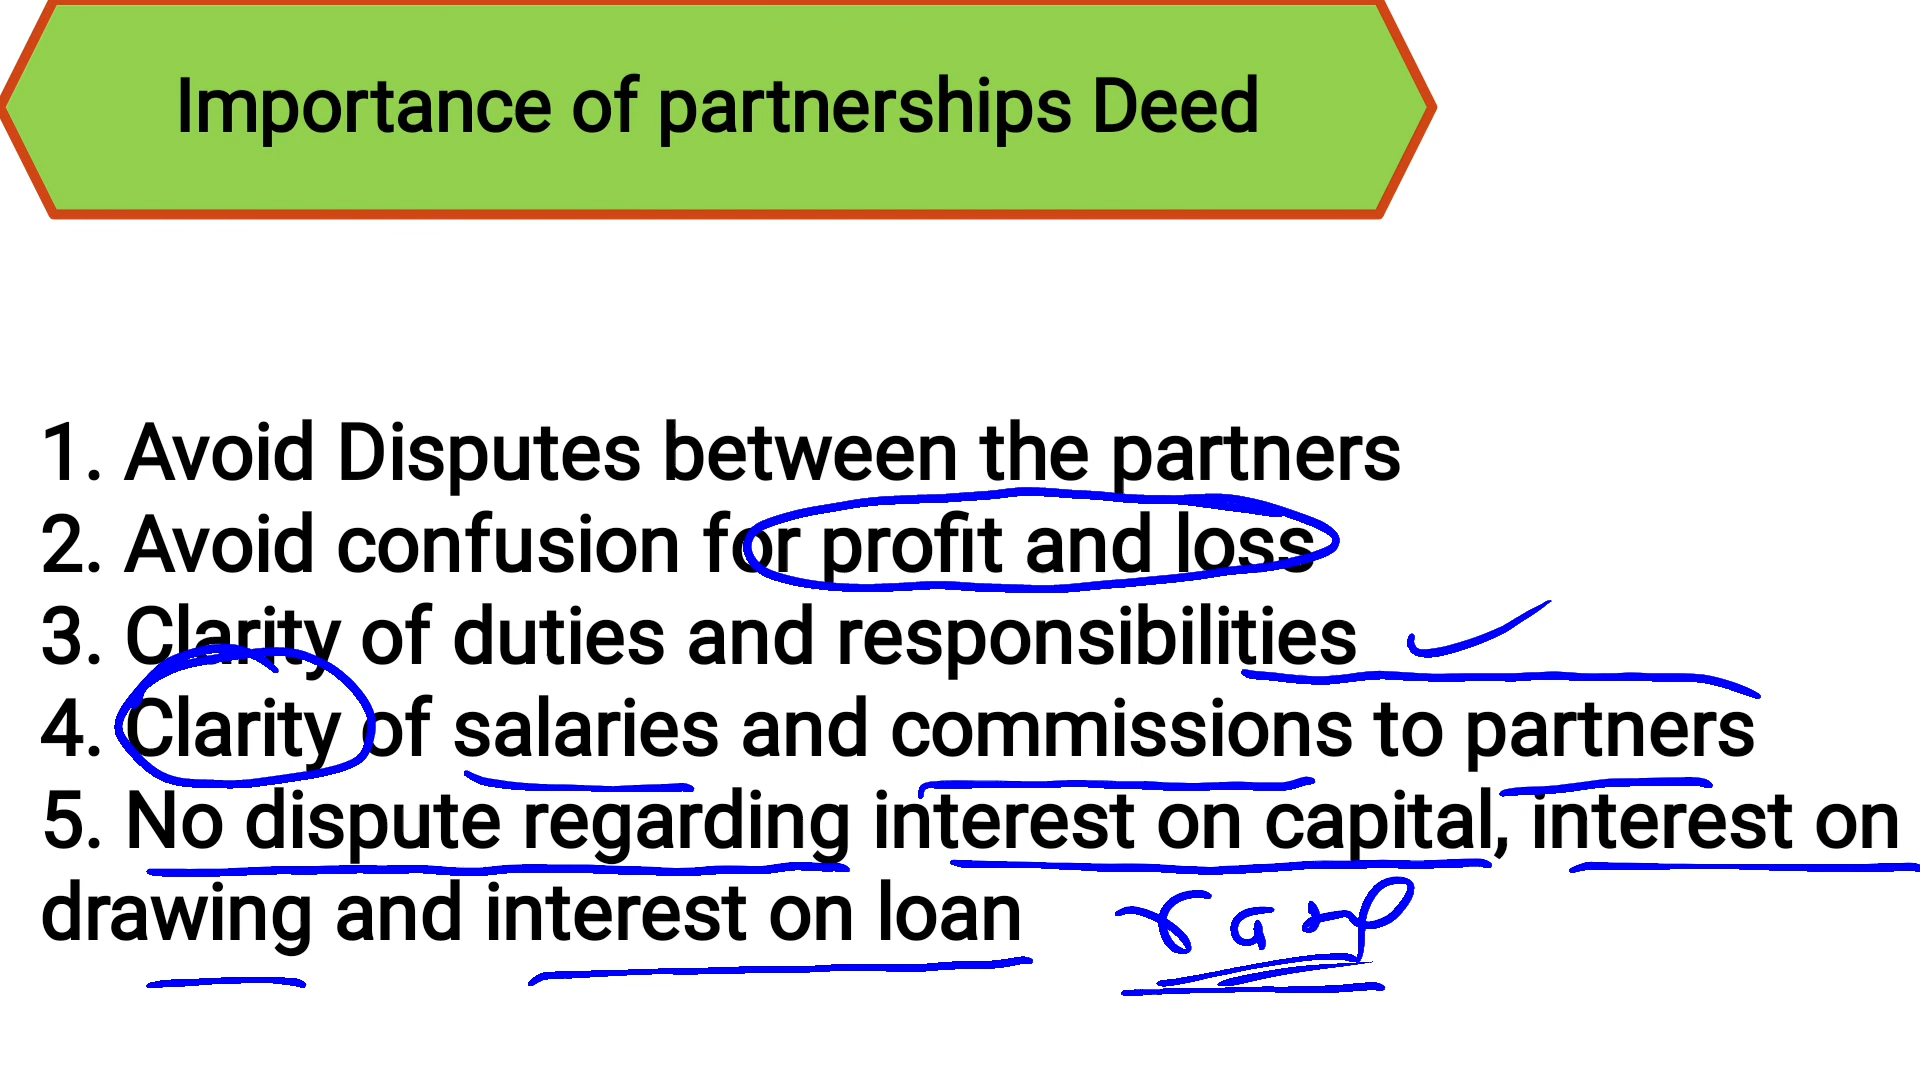 Importance of partnerships Deed
1. Avoid Disputes between the partners
2. Avoid confusion for profit and loss
3. Clarity of duties and responsibilities
4. Clarity of salaries and commissions to partners
5. No dispute regarding interest on capital, interest on
drawing and interest on loan